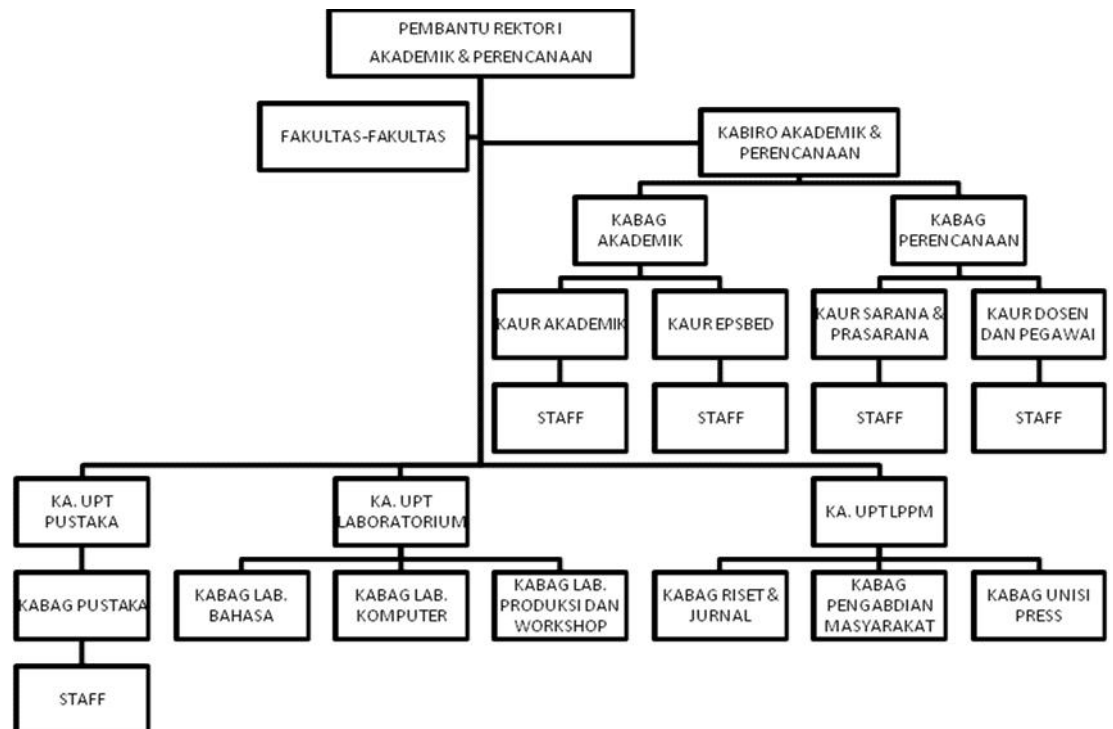 PEMBANTU REKTOR I
AKADEMIK & PERENCANAAN
FAKULTAS-FAKULTAS
KABIRO AKADEMIK &
PERENCANAAN
KABAG
AKADEMIK
KABAG
PERENCANAAN
KAUR AKADEMIK
KAUR EPSBED
KAUR SARANA &
PRASARANA
KAUR DOSEN
DAN PEGAWAI
STAFF
STAFF
STAFF
STAFF
KA. UPT
PUSTAKA
KA. UPT
LABORATORIUM
KA. UPT LPPM
KABAG PUSTAKA
KABAG LAB.
BAHASA
KABAG LAB.
KOMPUTER
KABAG LAB.
PRODUKSI DAN
WORKSHOP
KABAG RISET &
JURNAL
KABAG
PENGABDIAN
MASYARAKAT
KABAG UNISI
PRESS
STAFF